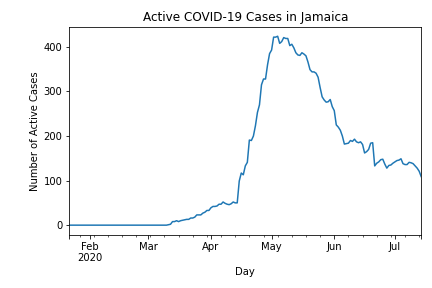 Active COVID-19 Cases in Jamaica
Number of Active Cases
400
300
200
100
0
Feb Mar Apr May Jun Jul
2020
Day